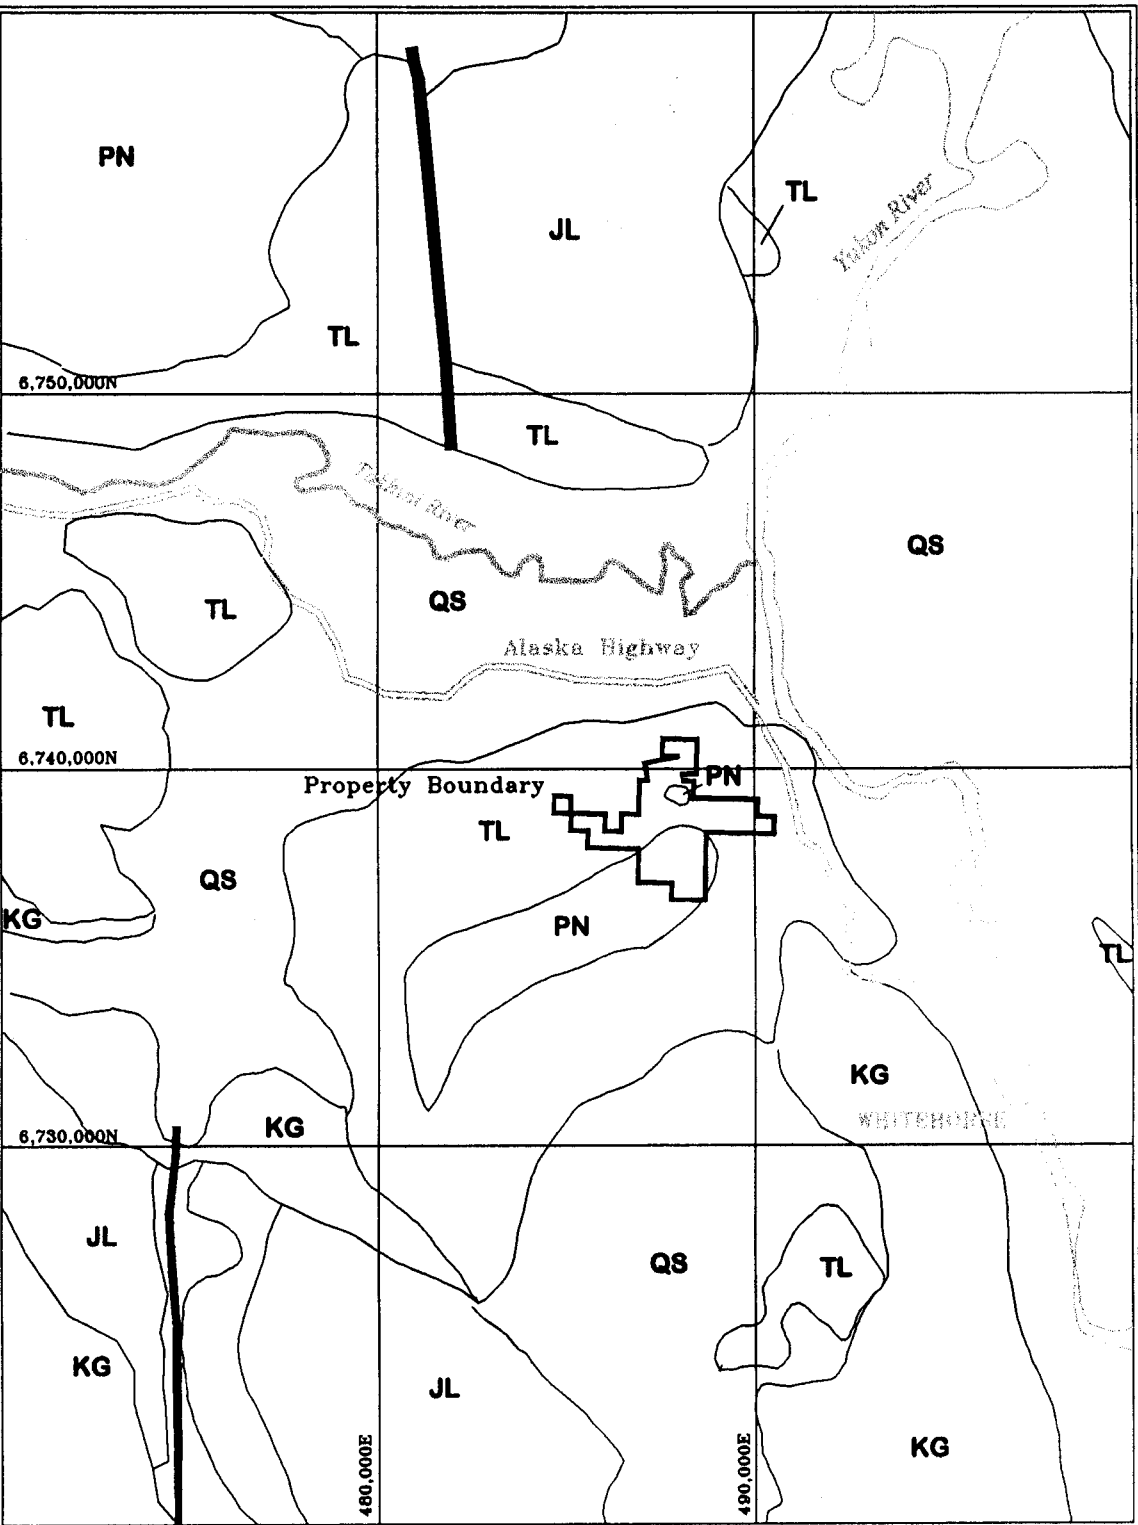 PN
TL
JL
Yukon River
TL
6,750,000N
TL
River
QS
TL
QS
Alaska Highway
TL
6,740,000N
PN
Property Boundary
TL
QS
KG
PN
TL
KG
WHITEHORSE
KG
6,730,000N
JL
QS
TL
KG
JL
480,000E
490,000E
KG